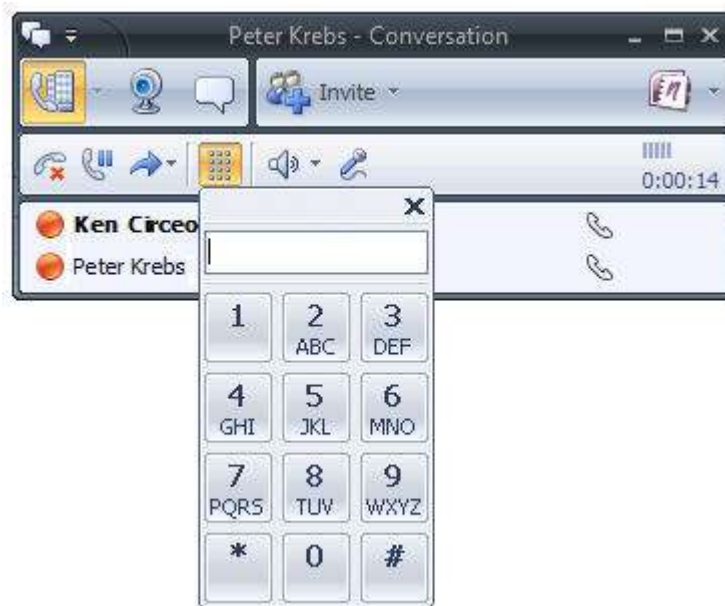 Peter Krebs - Conversation
Invite
0:00:14
Ken Circeo
Peter Krebs
1 2 3
ABC DEF
4 5 6
GHI JKL MNO
7 8 9
PQRS TUV WXYZ
* 0 #